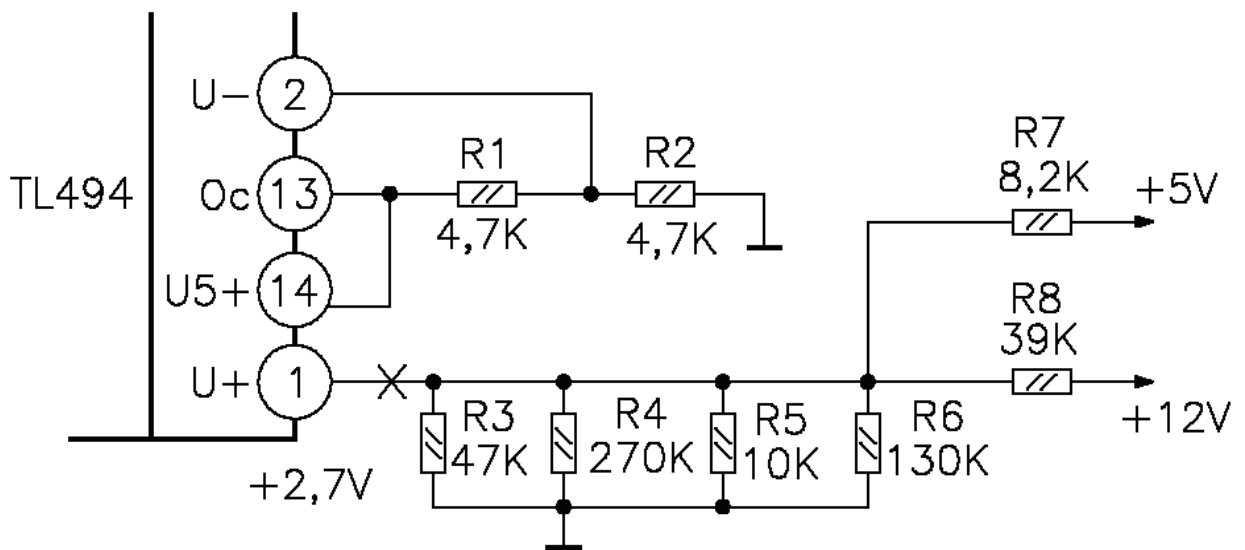 U−
2
TL494
Oc
13
R1
4,7K
R2
4,7K
R7
8,2K
+5V
U5+
14
R8
39K
+12V
U+
1
R3
47K
R4
270K
R5
10K
R6
130K
+2,7V